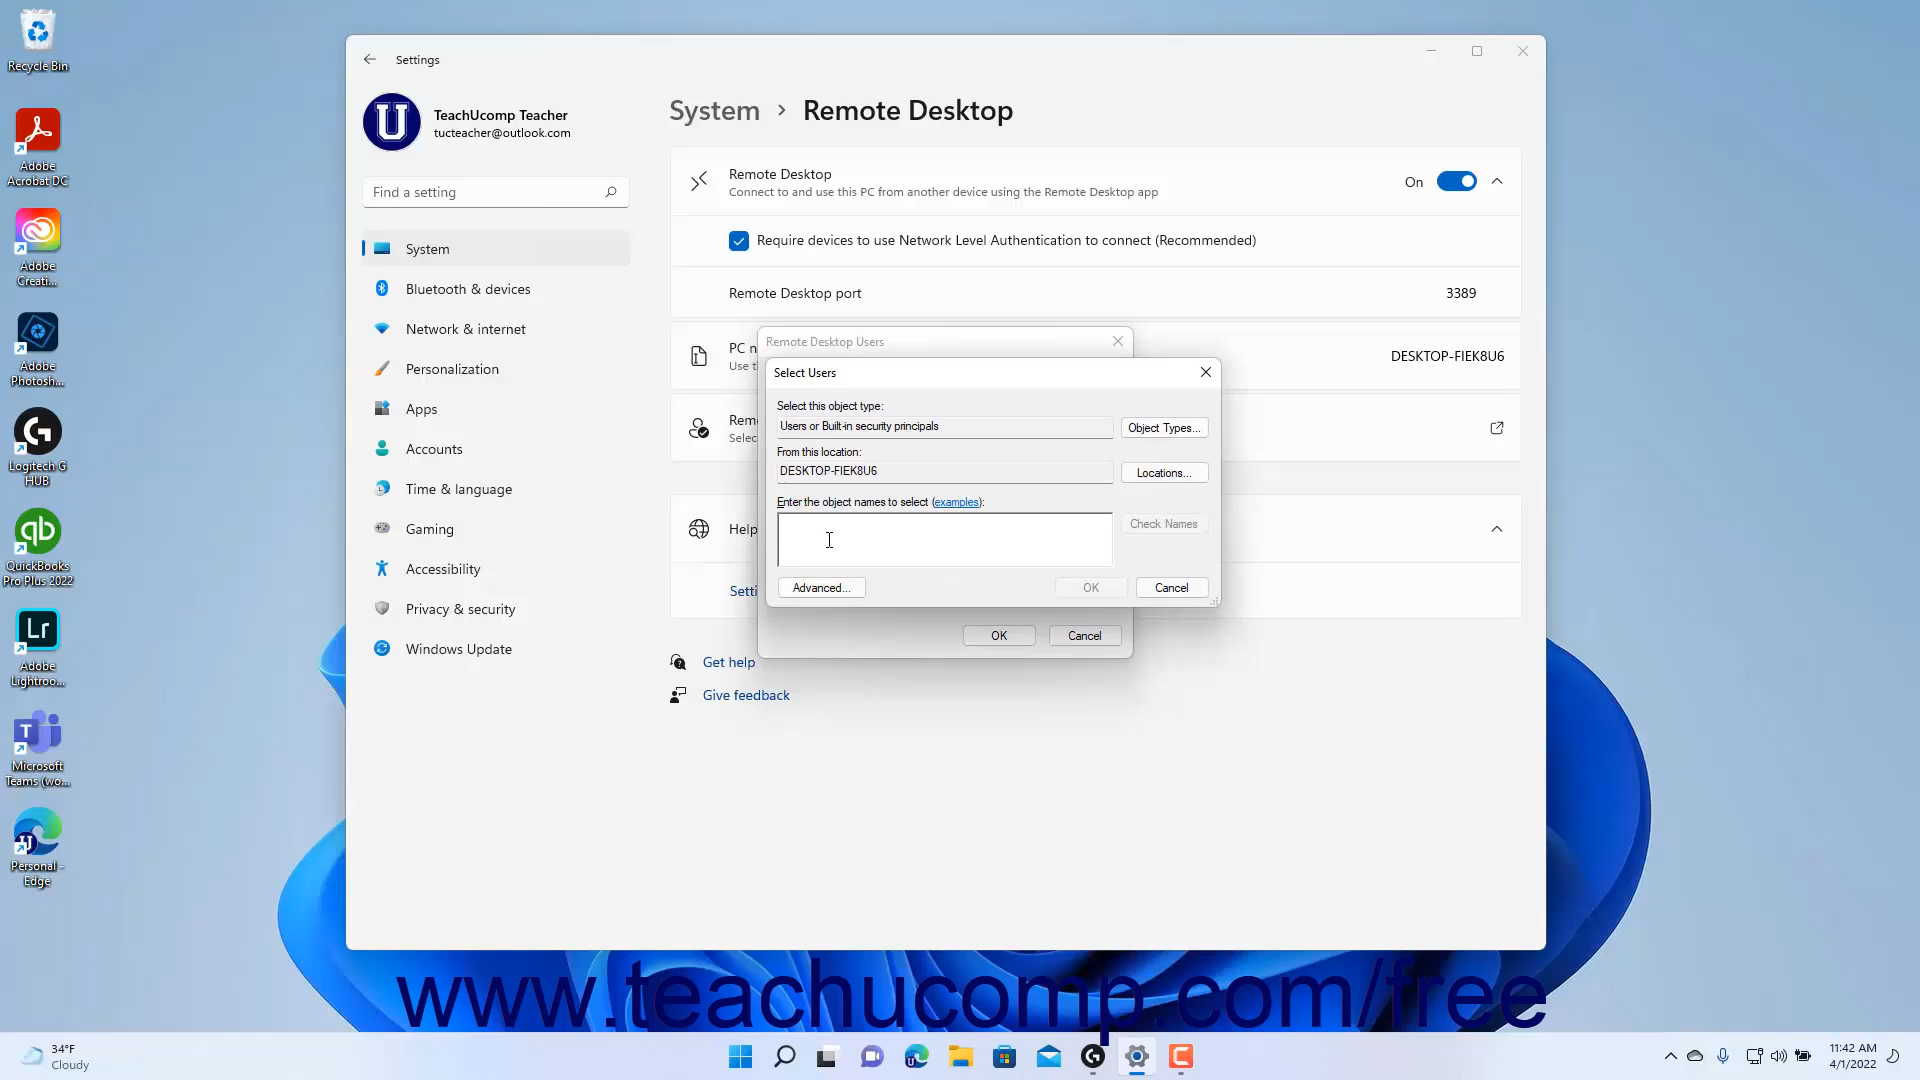 Recycle Bin
Adobe
Acrobat DC
Adobe
Creati...
Adobe
Photosh...
Logitech G
HUB
QuickBooks
Pro Plus 2022
Adobe
Lightroo...
Microsoft
Teams (wo...
Personal -
Edge
Settings
TeachUcomp Teacher
tucteacher@outlook.com
Find a setting
System
Bluetooth & devices
Network & internet
Personalization
Apps
Accounts
Time & language
Gaming
Accessibility
Privacy & security
Windows Update
System > Remote Desktop
Remote Desktop
Connect to and use this PC from another device using the Remote Desktop app
On
Require devices to use Network Level Authentication to connect (Recommended)
Remote Desktop port
3389
PC n
Use t
DESKTOP-FIEK8U6
Rem
Selec
Help
Setti
Get help
Give feedback
Remote Desktop Users
Select Users
Select this object type:
Users or Built-in security principals
Object Types...
From this location:
DESKTOP-FIEK8U6
Locations...
Enter the object names to select (examples):
Check Names
Advanced...
OK
Cancel
OK
Cancel
www.teachucomp.com/free
34°F
Cloudy
11:42 AM
4/1/2022